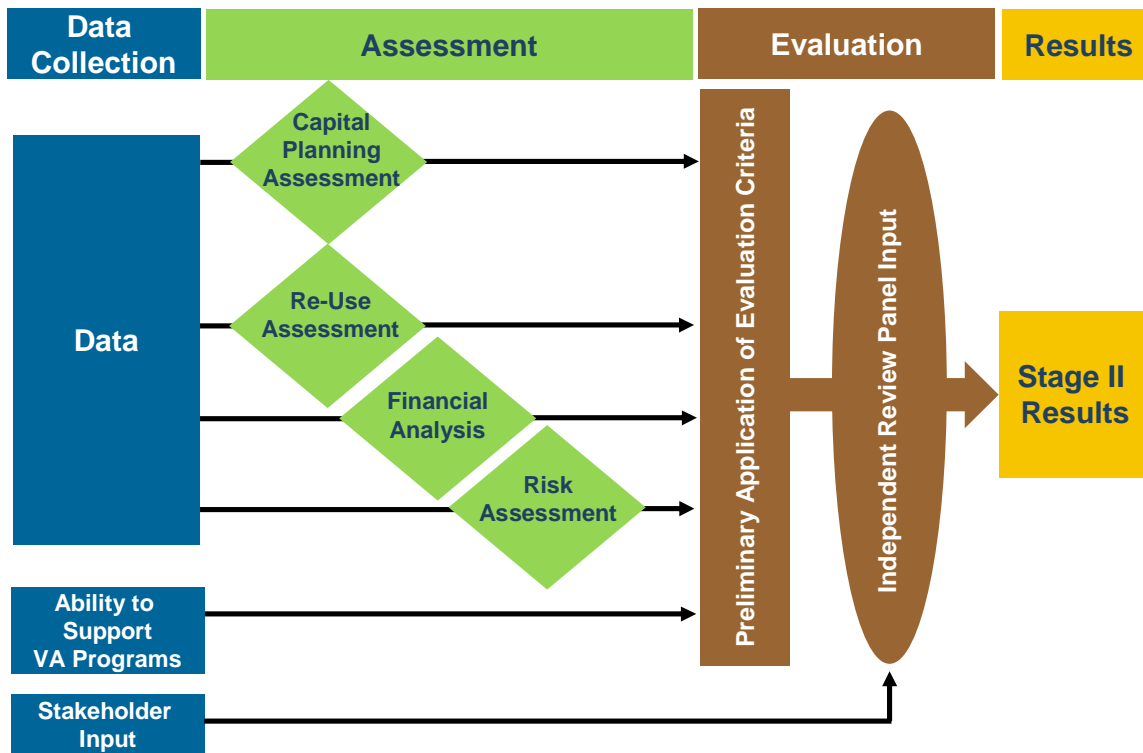 Data
Collection
Assessment
Evaluation
Results
Capital
Planning
Assessment
Re-Use
Assessment
Financial
Analysis
Risk
Assessment
Data
Ability to
Support
VA Programs
Stakeholder
Input
Preliminary Application of Evaluation Criteria
Independent Review Panel Input
Stage II
Results